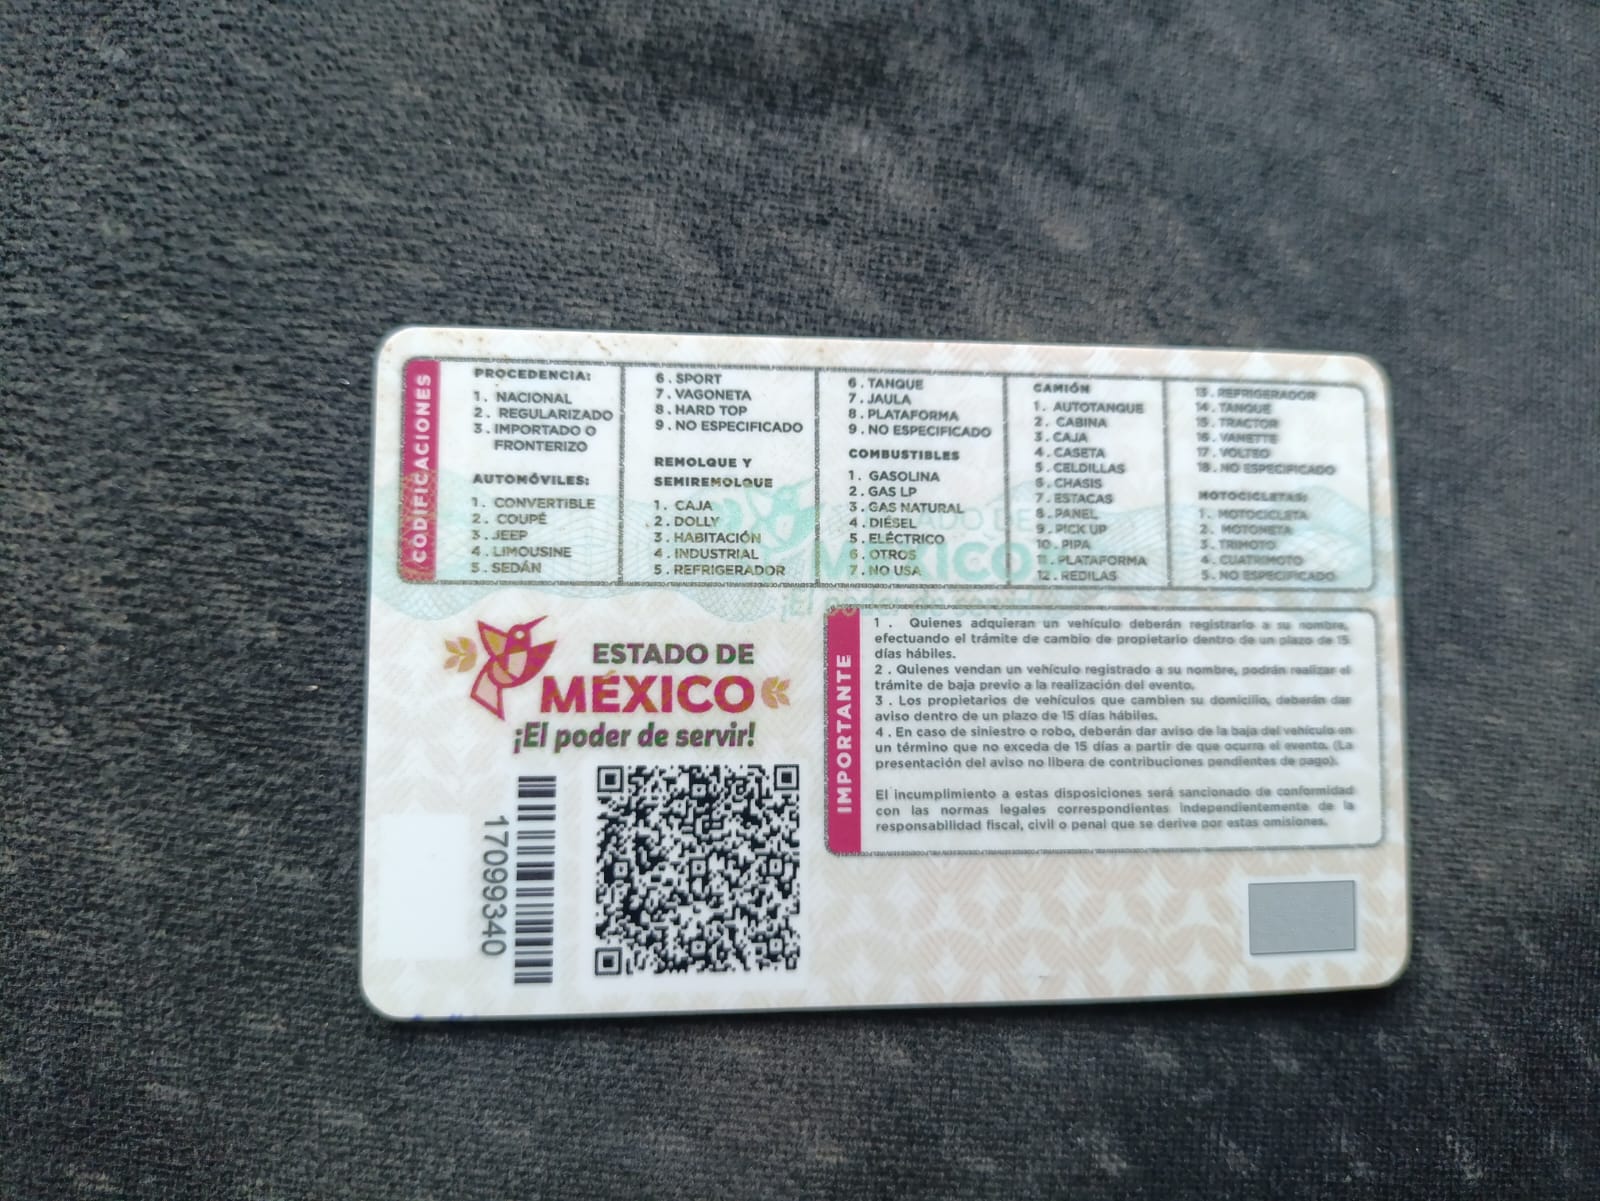 CODIFICACIONES
PROCEDENCIA:
1. NACIONAL
2. REGULARIZADO
3. IMPORTADO O
FRONTERIZO
AUTOMÓVILES:
1. CONVERTIBLE
2. COUPÉ
3. JEEP
4. LIMOUSINE
5. SEDÁN
6. SPORT
7. VAGONETA
8. HARD TOP
9. NO ESPECIFICADO
REMOLQUE Y
SEMIREMOLQUE
1. CAJA
2. DOLLY
3. HABITACIÓN
4. INDUSTRIAL
5. REFRIGERADOR
6. TANQUE
7. JAULA
8. PLATAFORMA
9. NO ESPECIFICADO
COMBUSTIBLES
1. GASOLINA
2. GAS LP
3. GAS NATURAL
4. DIÉSEL
5. ELÉCTRICO
6. OTROS
7. NO USA
CAMIÓN
1. AUTOTANQUE
2. CABINA
3. CAJA
4. CASETA
5. CELDILLAS
6. CHASIS
7. ESTACAS
8. PANEL
9. PICK UP
10. PIPA
11. PLATAFORMA
12. REDILAS
13. REFRIGERADOR
14. TANQUE
15. TRACTOR
16. VANETTE
17. VOLTEO
18. NO ESPECIFICADO
MOTOCICLETAS:
1. MOTOCICLETA
2. MOTONETA
3. TRIMOTO
4. CUATRIMOTO
5. NO ESPECIFICADO
ESTADO DE
MÉXICO
¡El poder de servir!
ESTADO DE
MÉXICO
¡El poder de servir!
17099340
IMPORTANTE
1 . Quienes adquieran un vehículo deberán registrarlo a su nombre,
efectuando el trámite de cambio de propietario dentro de un plazo de 15
días hábiles.
2 . Quienes vendan un vehículo registrado a su nombre, podrán realizar el
trámite de baja previo a la realización del evento.
3 . Los propietarios de vehículos que cambien su domicilio, deberán dar
aviso dentro de un plazo de 15 días hábiles.
4 . En caso de siniestro o robo, deberán dar aviso de la baja del vehículo en
un término que no exceda de 15 días a partir de que ocurra el evento. (La
presentación del aviso no libera de contribuciones pendientes de pago).
El incumplimiento a estas disposiciones será sancionado de conformidad
con las normas legales correspondientes independientemente de la
responsabilidad fiscal, civil o penal que se derive por estas omisiones.